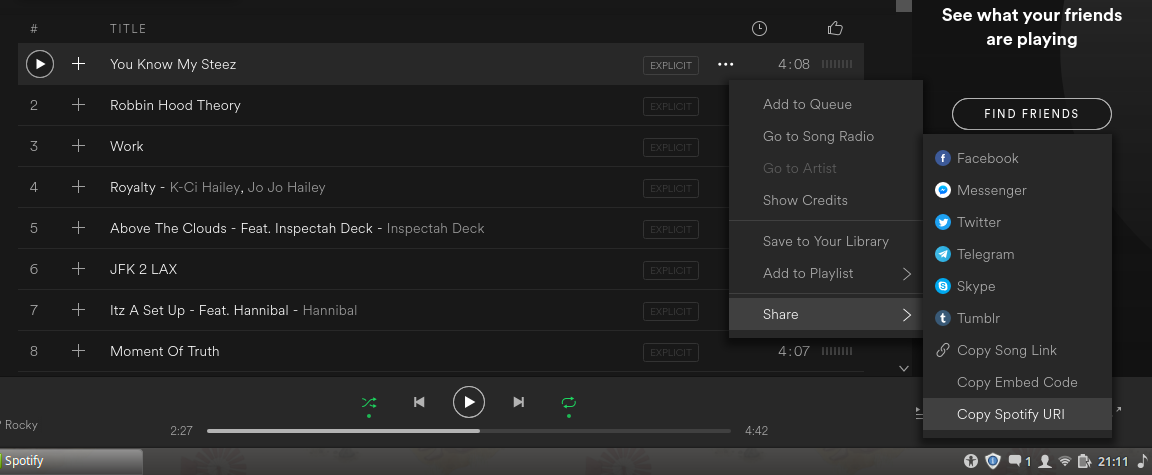 See what your friends
are playing
FIND FRIENDS
# TITLE
You Know My Steez EXPLICIT ••• 4:08
2 Robbin Hood Theory EXPLICIT
3 Work EXPLICIT
4 Royalty - K-Ci Hailey, Jo Jo Hailey EXPLICIT
5 Above The Clouds - Feat. Inspectah Deck - Inspectah Deck EXPLICIT
6 JFK 2 LAX EXPLICIT
7 Itz A Set Up - Feat. Hannibal - Hannibal EXPLICIT
8 Moment Of Truth EXPLICIT 4:07
Add to Queue
Go to Song Radio
Go to Artist
Show Credits
Save to Your Library
Add to Playlist
Share
Facebook
Messenger
Twitter
Telegram
Skype
Tumblr
Copy Song Link
Copy Embed Code
Copy Spotify URI
Rocky
2:27 4:42
Spotify
1 21:11